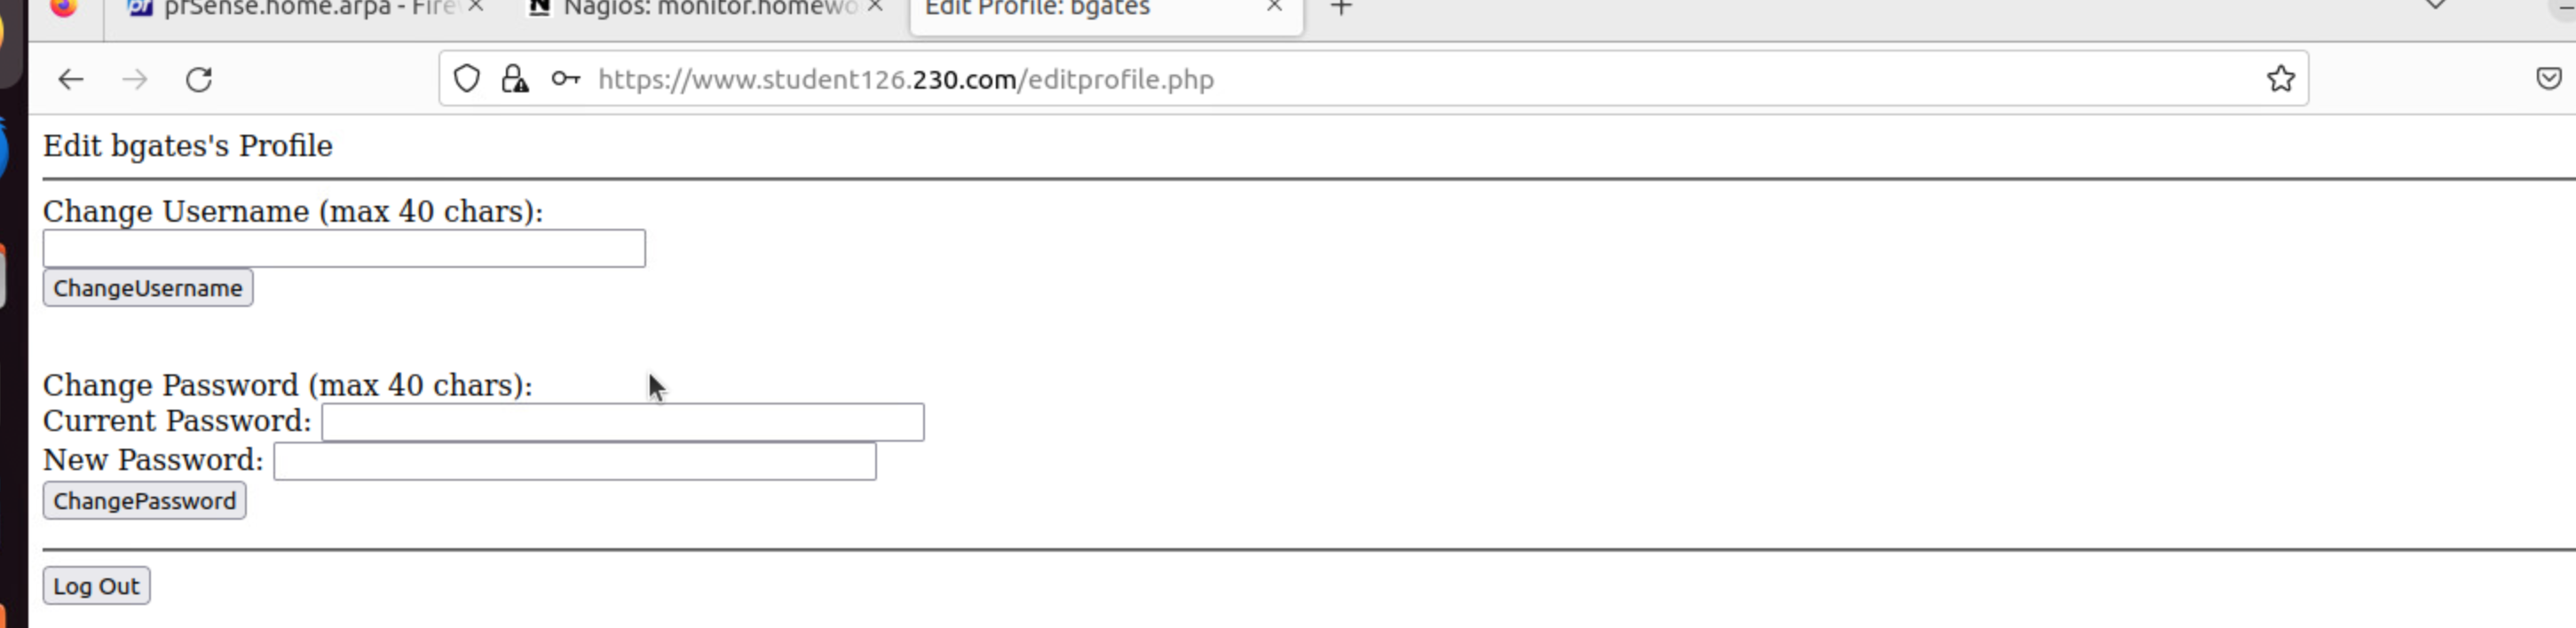 pfSense.home.arpa - Fire
Nagios: monitor.homewo
Edit Profile: bgates
https://www.student126.230.com/editprofile.php
Edit bgates's Profile
Change Username (max 40 chars):
ChangeUsername
Change Password (max 40 chars):
Current Password:
New Password:
ChangePassword
Log Out